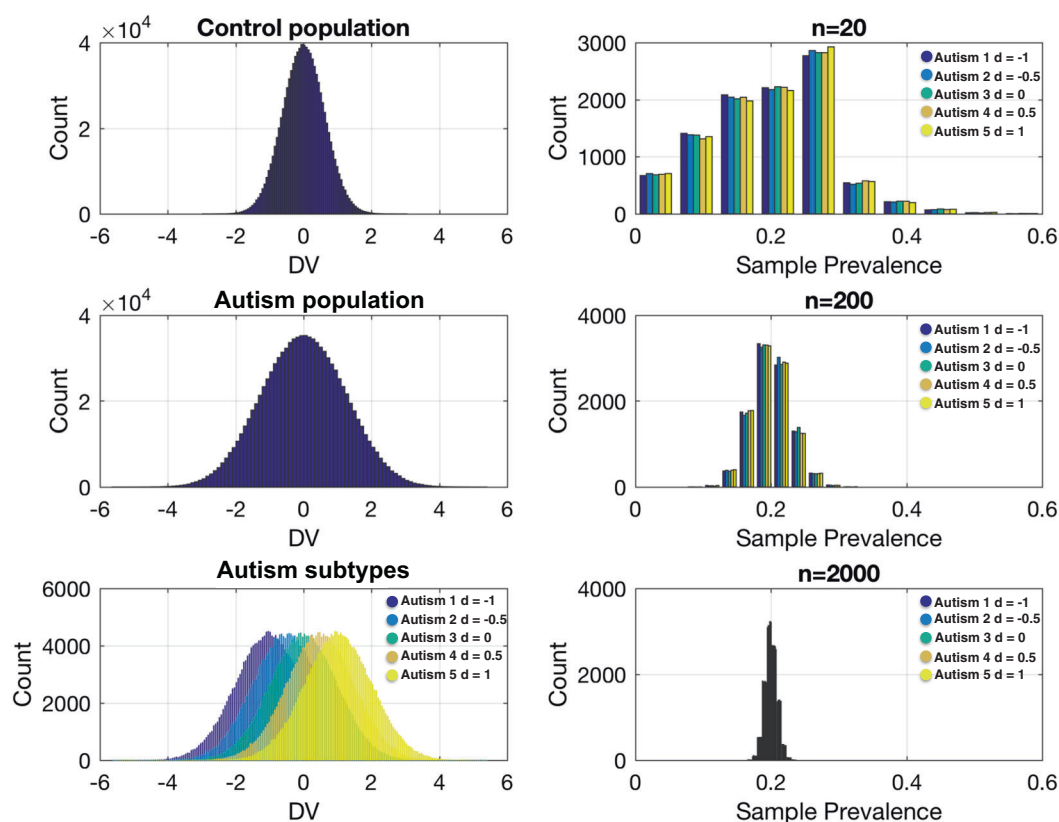 Control population
×10⁴
4
2
0
Count
-6 -4 -2 0 2 4 6
DV
n=20
3000
2000
1000
0
Count
0 0.2 0.4 0.6
Sample Prevalence
Autism 1 d = -1
Autism 2 d = -0.5
Autism 3 d = 0
Autism 4 d = 0.5
Autism 5 d = 1
Autism population
×10⁴
4
2
0
Count
-6 -4 -2 0 2 4 6
DV
n=200
4000
2000
0
Count
0 0.2 0.4 0.6
Sample Prevalence
Autism 1 d = -1
Autism 2 d = -0.5
Autism 3 d = 0
Autism 4 d = 0.5
Autism 5 d = 1
Autism subtypes
6000
4000
2000
0
Count
-6 -4 -2 0 2 4 6
DV
Autism 1 d = -1
Autism 2 d = -0.5
Autism 3 d = 0
Autism 4 d = 0.5
Autism 5 d = 1
n=2000
4000
2000
0
Count
0 0.2 0.4 0.6
Sample Prevalence
Autism 1 d = -1
Autism 2 d = -0.5
Autism 3 d = 0
Autism 4 d = 0.5
Autism 5 d = 1